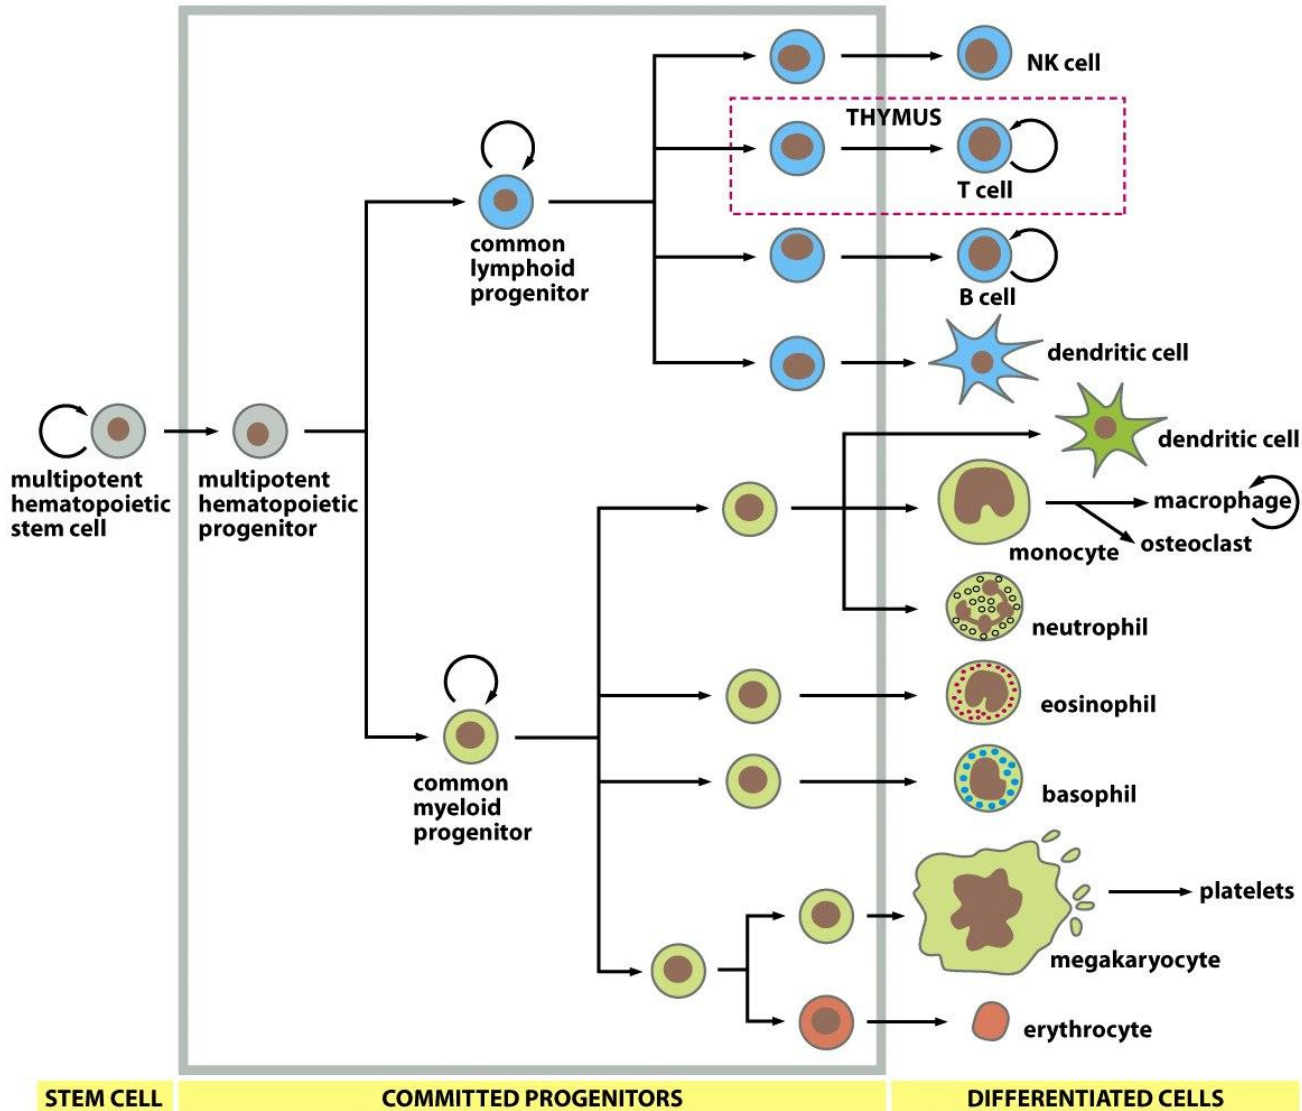 NK cell
THYMUS
T cell
common
lymphoid
progenitor
B cell
dendritic cell
dendritic cell
multipotent
hematopoietic
stem cell
multipotent
hematopoietic
progenitor
macrophage
osteoclast
monocyte
neutrophil
eosinophil
common
myeloid
progenitor
basophil
platelets
megakaryocyte
erythrocyte
STEM CELL
COMMITTED PROGENITORS
DIFFERENTIATED CELLS